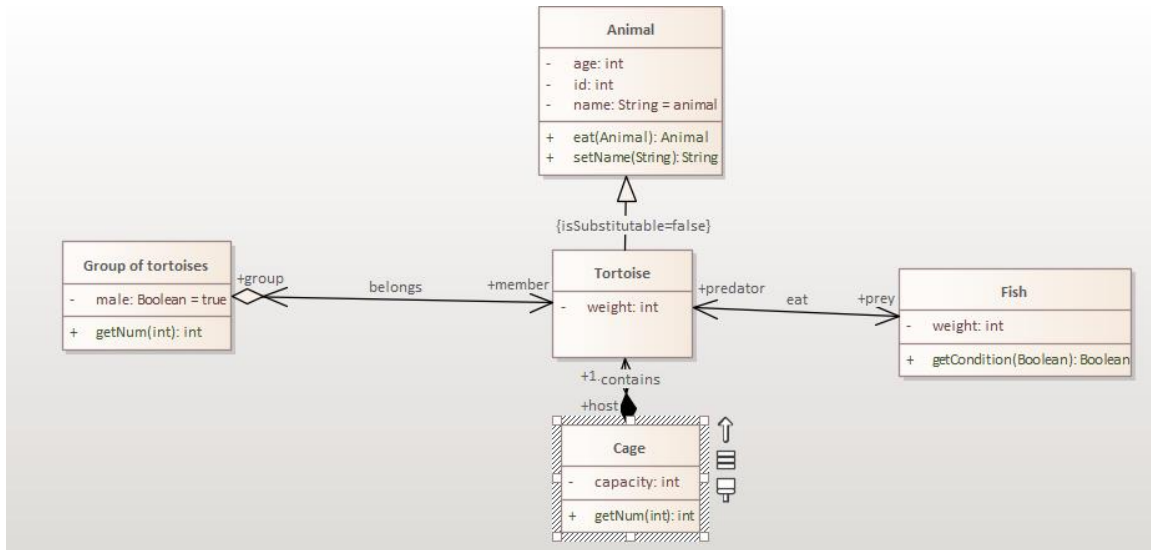 Animal
- age: int
- id: int
- name: String = animal
+ eat(Animal): Animal
+ setName(String): String
{isSubstitutable=false}
Group of tortoises
- male: Boolean = true
+ getNum(int): int
+group
belongs
+member
Tortoise
- weight: int
+predator
eat
+prey
Fish
- weight: int
+ getCondition(Boolean): Boolean
+1..
contains
+host
Cage
- capacity: int
+ getNum(int): int